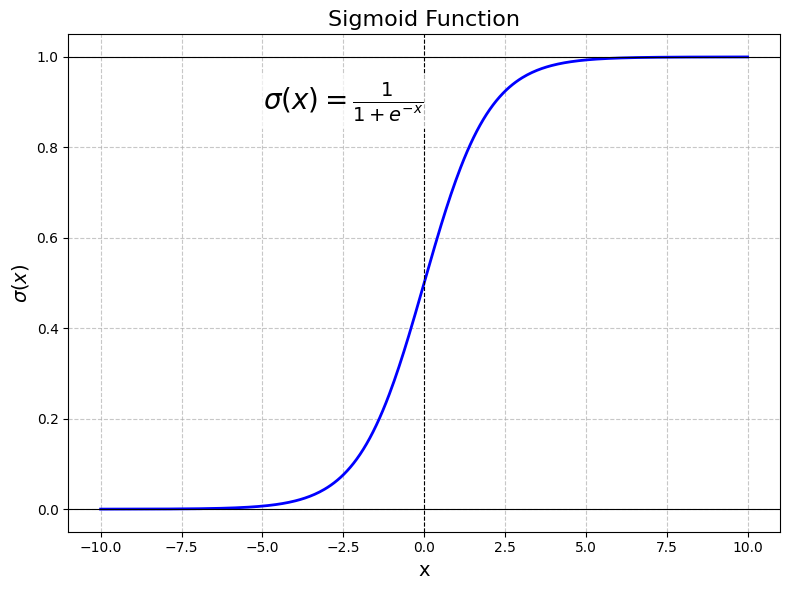 Sigmoid Function
1.0
σ(x) = \frac{1}{1 + e^{-x}}
0.8
0.6
σ(x)
0.4
0.2
0.0
−10.0 −7.5 −5.0 −2.5 0.0 2.5 5.0 7.5 10.0
x